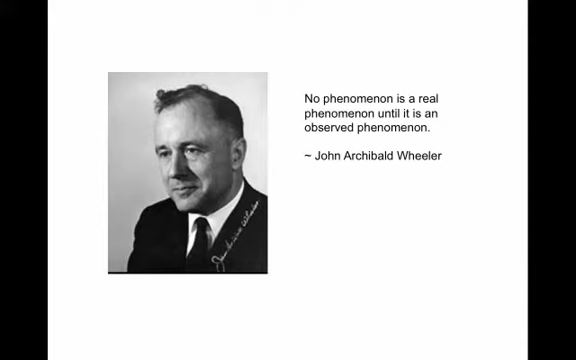 No phenomenon is a real
phenomenon until it is an
observed phenomenon.
~ John Archibald Wheeler